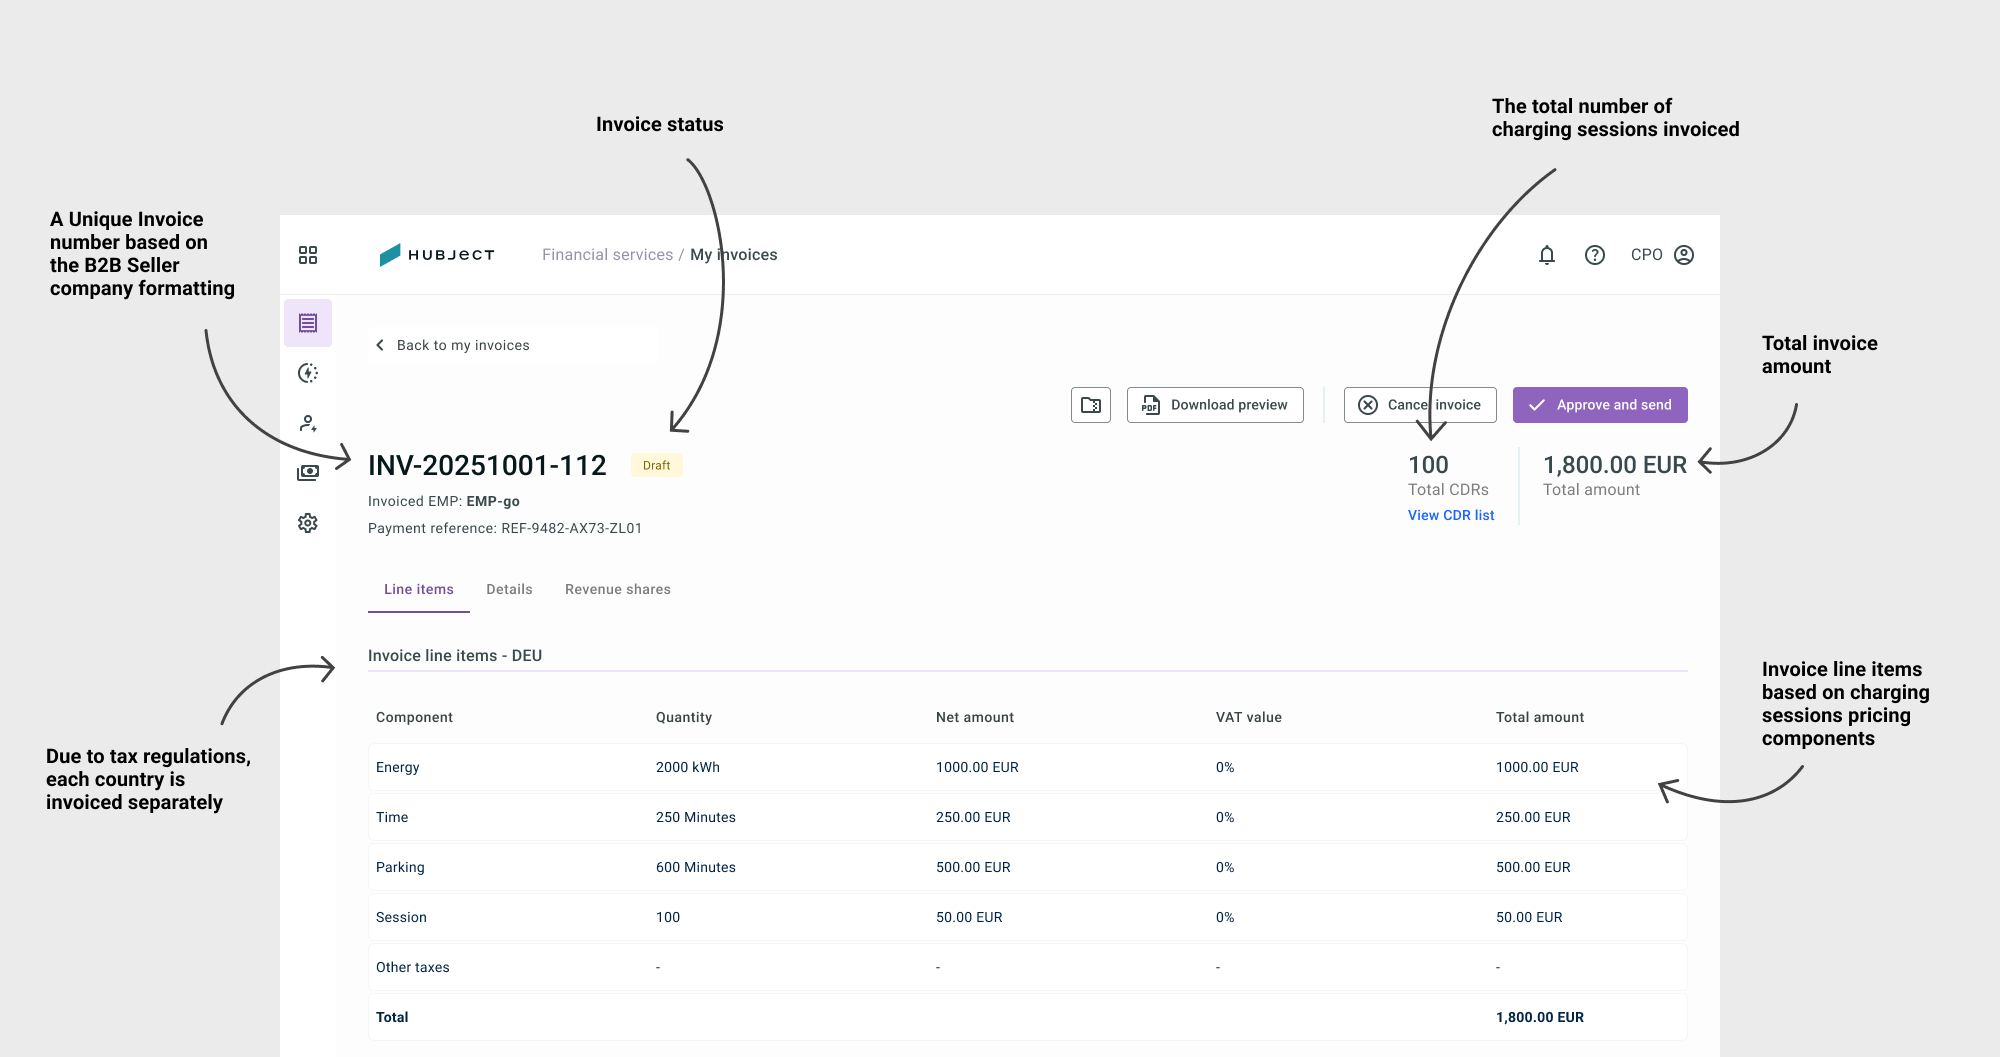 Invoice status
The total number of
charging sessions invoiced
A Unique Invoice
number based on
the B2B Seller
company formatting
HUBJECT
Financial services / My invoices
CPO
Back to my invoices
Total invoice
amount
PDF Download preview
Cancel invoice
Approve and send
INV-20251001-112
Draft
100
1,800.00 EUR
Total CDRs
Total amount
Invoiced EMP: EMP-go
View CDR list
Payment reference: REF-9482-AX73-ZL01
Line items
Details
Revenue shares
Invoice line items - DEU
Invoice line items
based on charging
sessions pricing
components
Due to tax regulations,
each country is
invoiced separately
Component Quantity Net amount VAT value Total amount
Energy 2000 kWh 1000.00 EUR 0% 1000.00 EUR
Time 250 Minutes 250.00 EUR 0% 250.00 EUR
Parking 600 Minutes 500.00 EUR 0% 500.00 EUR
Session 100 50.00 EUR 0% 50.00 EUR
Other taxes - - - -
Total 1,800.00 EUR